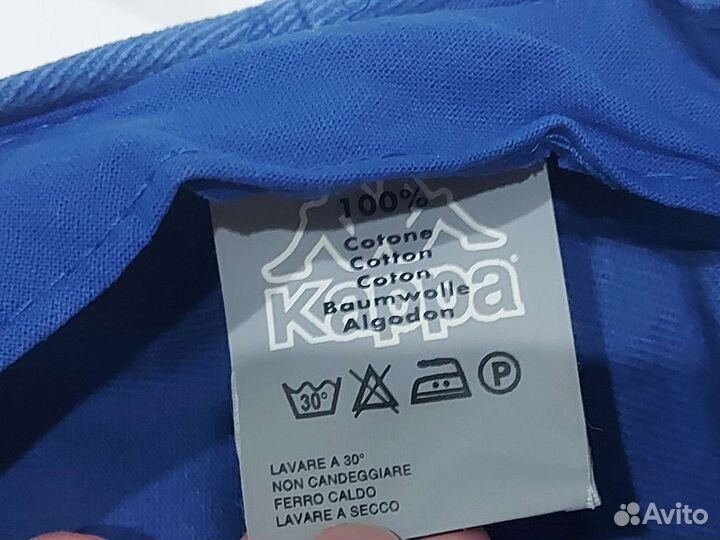 100%
Cotone
Cotton
Coton
Baumwolle
Algodon
Kappa
30° P
LAVARE A 30°
NON CANDEGGIARE
FERRO CALDO
LAVARE A SECCO
Avito